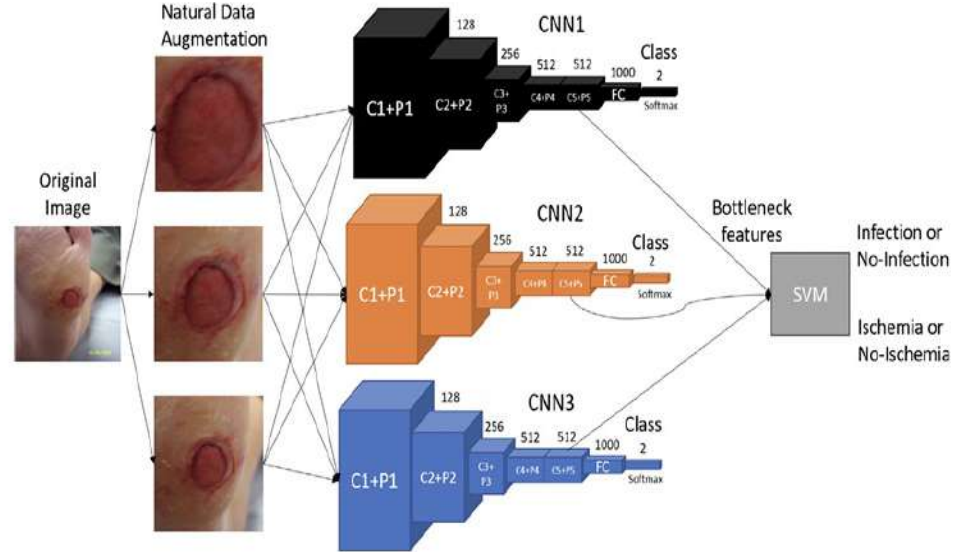 Natural Data
Augmentation
Original
Image
CNN1
128
256
512
512
1000
Class
2
C1+P1
C2+P2
C3+
P3
C4+P4
C5+P5
FC
Softmax
CNN2
128
256
512
512
1000
Class
2
C1+P1
C2+P2
C3+
P3
C4+P4
C5+P5
FC
Softmax
CNN3
128
256
512
512
1000
Class
2
C1+P1
C2+P2
C3+
P3
C4+P4
C5+P5
FC
Softmax
Bottleneck
features
SVM
Infection or
No-Infection
Ischemia or
No-Ischemia